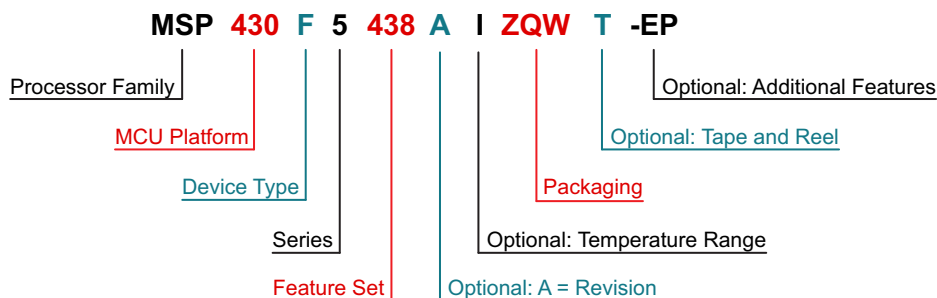 MSP 430 F 5 438 A I ZQW T -EP
Processor Family
Optional: Additional Features
MCU Platform
Optional: Tape and Reel
Device Type
Packaging
Series
Optional: Temperature Range
Feature Set
Optional: A = Revision